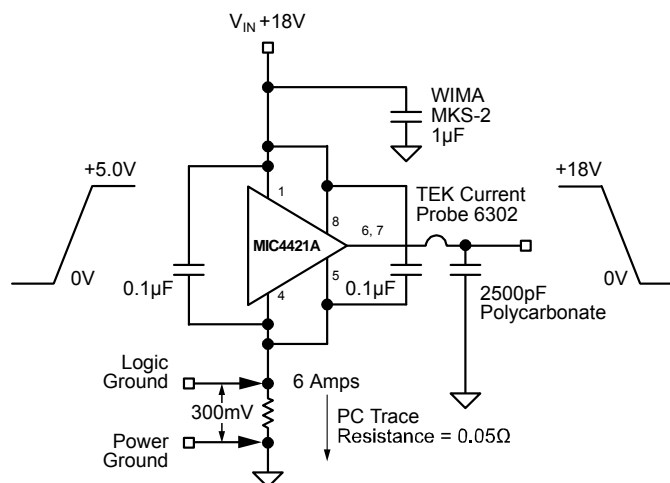 V_IN +18V
WIMA
MKS-2
1µF
+5.0V
0V
0.1µF
1
8
6, 7
5
4
MIC4421A
0.1µF
TEK Current
Probe 6302
+18V
0V
2500pF
Polycarbonate
Logic
Ground
300mV
Power
Ground
6 Amps
PC Trace
Resistance = 0.05Ω